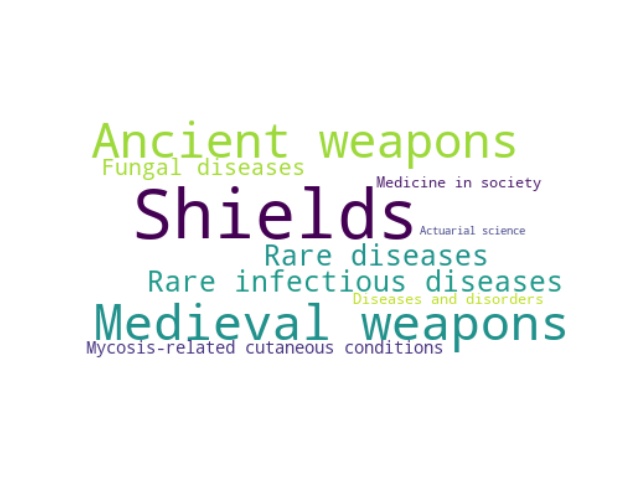 Ancient weapons
Fungal diseases
Medicine in society
Shields
Actuarial science
Rare diseases
Rare infectious diseases
Diseases and disorders
Medieval weapons
Mycosis-related cutaneous conditions